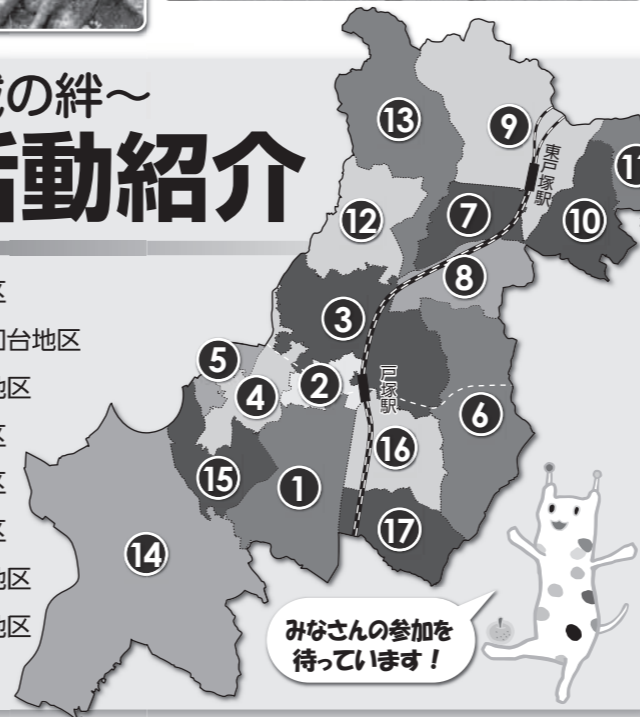 の絆～
活動紹介
区
台地区
地区
区
区
区
地区
地区
13
9
東戸塚駅
11
10
7
12
8
3
5
2
戸塚駅
4
6
16
15
1
17
14
みなさんの参加を
待っています！